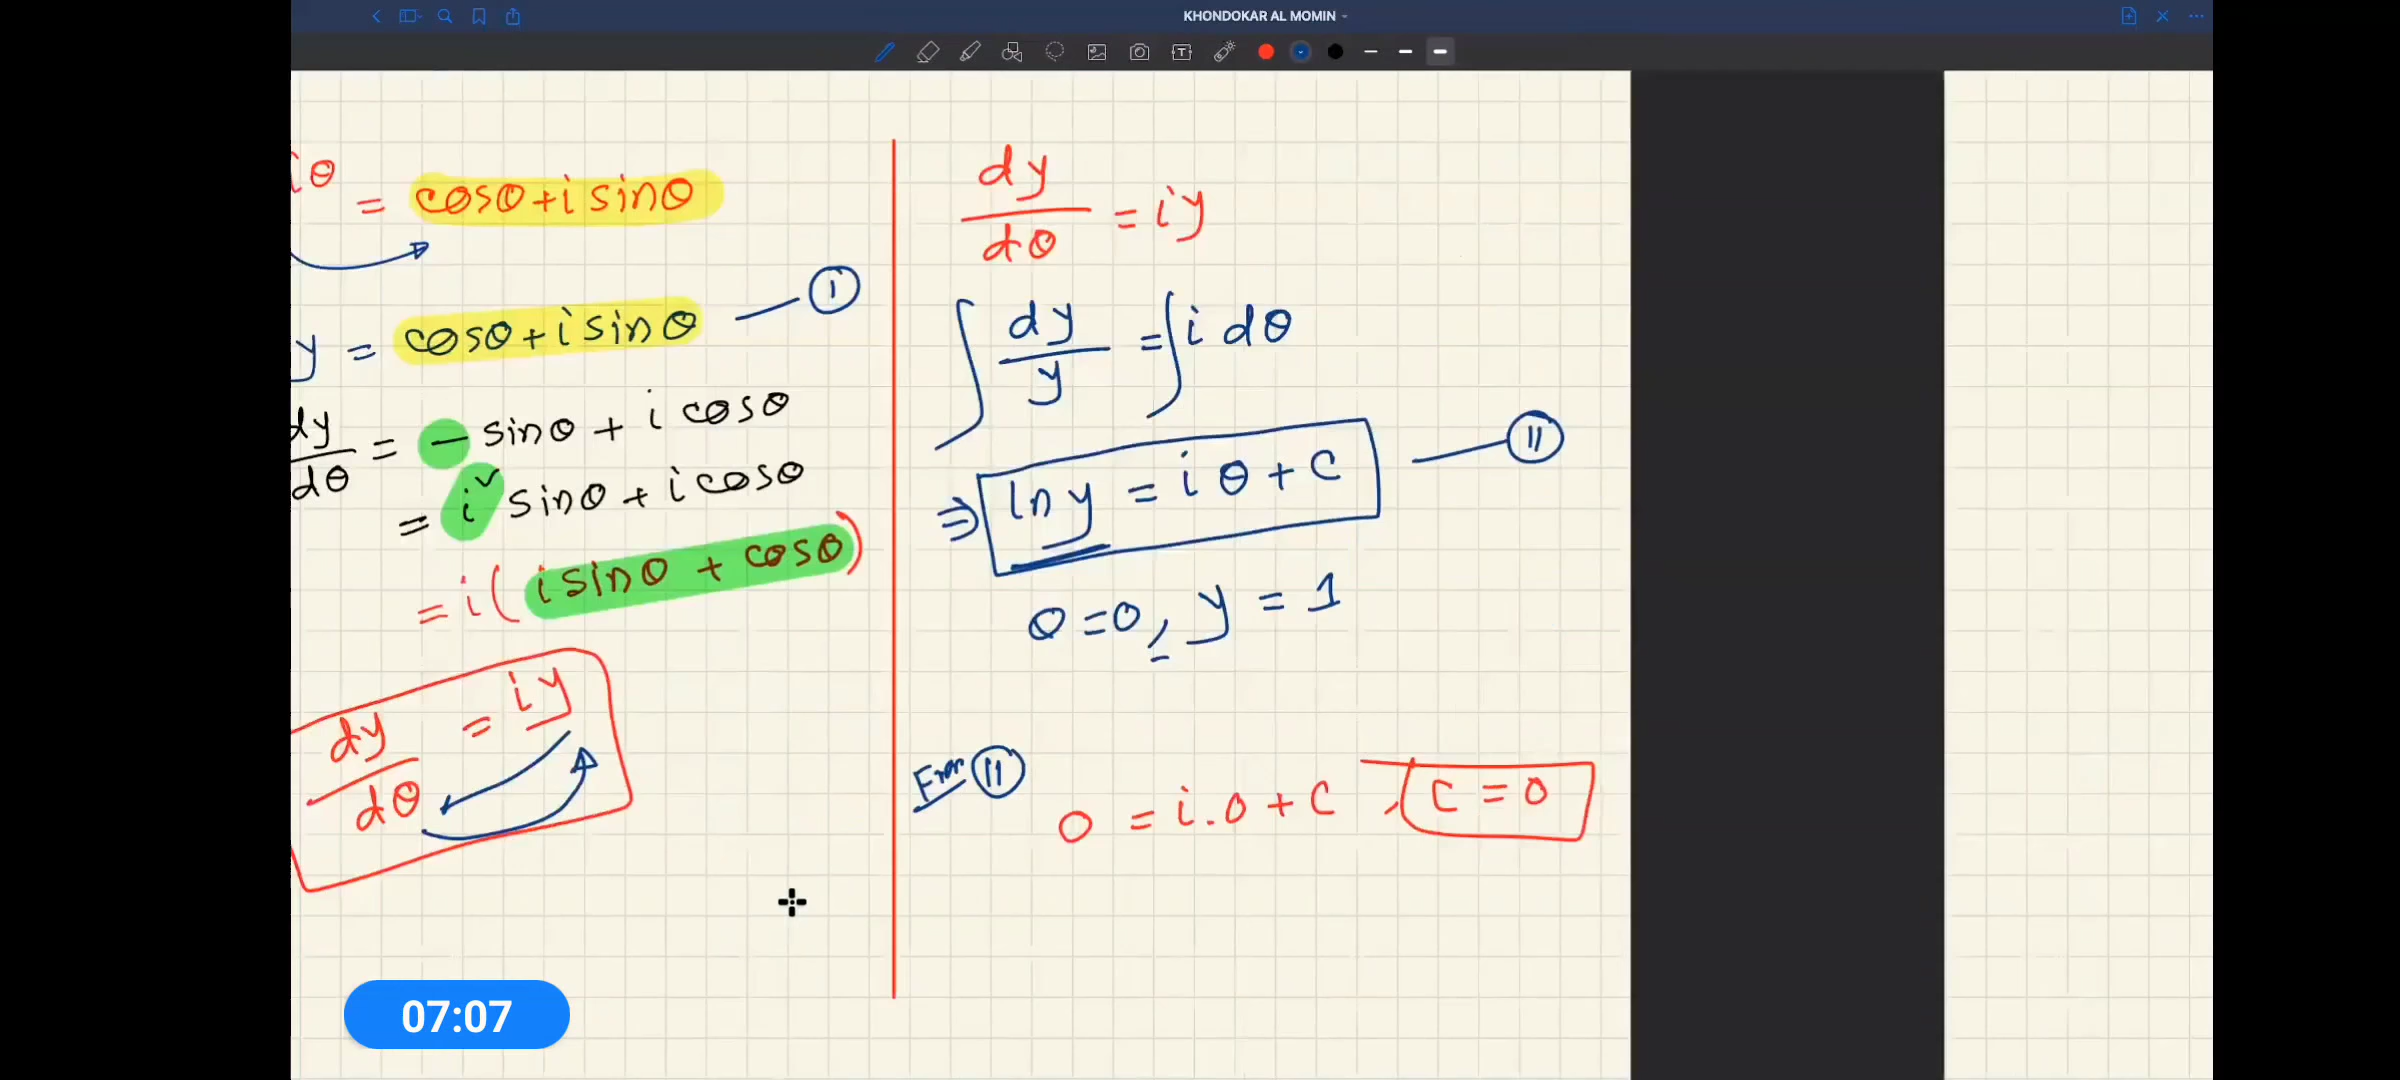 KHONDOKAR AL MOMIN
iθ = cosθ+i sinθ
y = cosθ+i sinθ — I
dy/dθ = - sinθ + i cosθ
= i² sinθ + i cosθ
= i( i sinθ + cosθ )
dy/dθ = iy
dy/dθ = iy
∫ dy/y = ∫ i dθ
⇒ ln y = i θ + c — II
θ = 0, y = 1
From II
0 = i.0 + c, c = 0
07:07